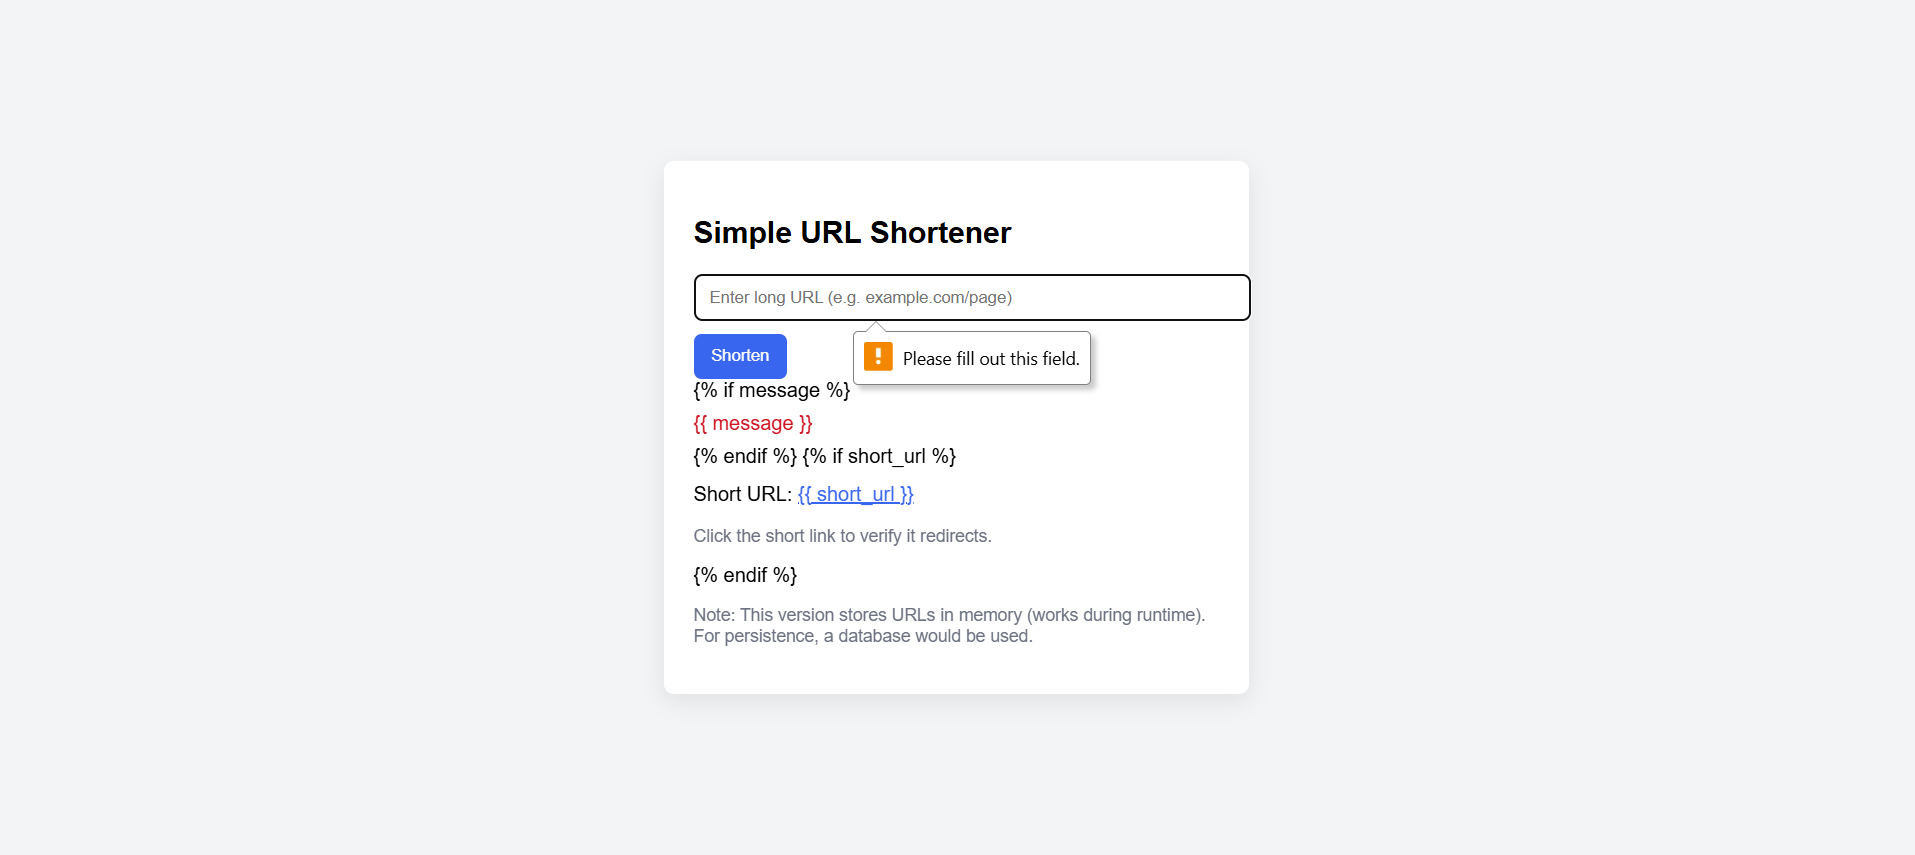 Simple URL Shortener
Enter long URL (e.g. example.com/page)
Shorten
Please fill out this field.
{% if message %}
{{ message }}
{% endif %} {% if short_url %}
Short URL: {{ short_url }}
Click the short link to verify it redirects.
{% endif %}
Note: This version stores URLs in memory (works during runtime).
For persistence, a database would be used.